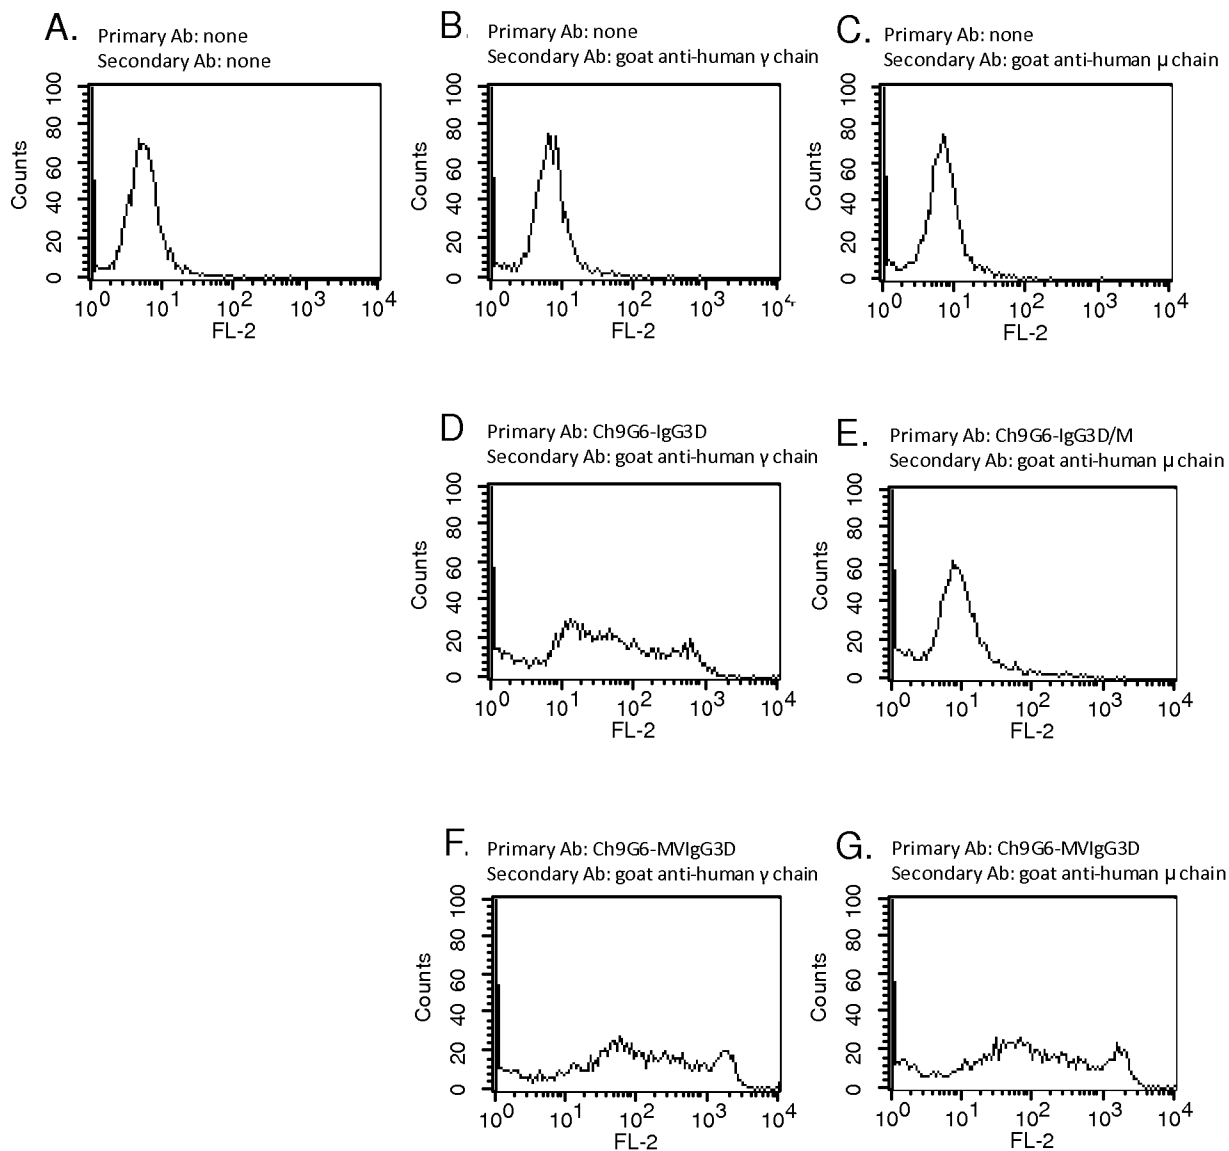 A.
Primary Ab: none
Secondary Ab: none
100
80
60
40
20
0
Counts
10^0 10^1 10^2 10^3 10^4
FL-2
B.
Primary Ab: none
Secondary Ab: goat anti-human γ chain
100
80
60
40
20
0
Counts
10^0 10^1 10^2 10^3 10^4
FL-2
C.
Primary Ab: none
Secondary Ab: goat anti-human µ chain
100
80
60
40
20
0
Counts
10^0 10^1 10^2 10^3 10^4
FL-2
D
Primary Ab: Ch9G6-IgG3D
Secondary Ab: goat anti-human γ chain
100
80
60
40
20
0
Counts
10^0 10^1 10^2 10^3 10^4
FL-2
E.
Primary Ab: Ch9G6-IgG3D/M
Secondary Ab: goat anti-human µ chain
100
80
60
40
20
0
Counts
10^0 10^1 10^2 10^3 10^4
FL-2
F.
Primary Ab: Ch9G6-MVIgG3D
Secondary Ab: goat anti-human γ chain
100
80
60
40
20
0
Counts
10^0 10^1 10^2 10^3 10^4
FL-2
G.
Primary Ab: Ch9G6-MVIgG3D
Secondary Ab: goat anti-human µ chain
100
80
60
40
20
0
Counts
10^0 10^1 10^2 10^3 10^4
FL-2